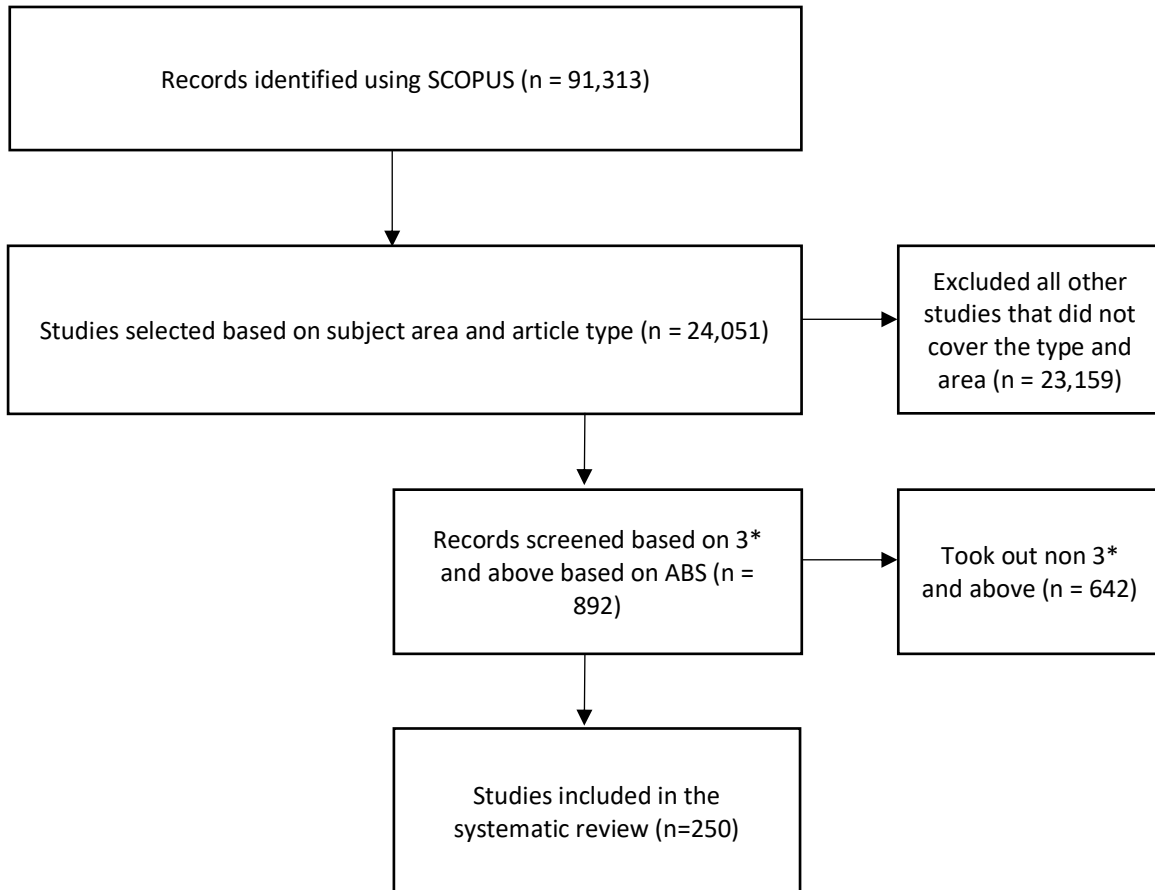 Records identified using SCOPUS (n = 91,313)
Studies selected based on subject area and article type (n = 24,051)
Excluded all other
studies that did not
cover the type and
area (n = 23,159)
Records screened based on 3*
and above based on ABS (n =
892)
Took out non 3*
and above (n = 642)
Studies included in the
systematic review (n=250)